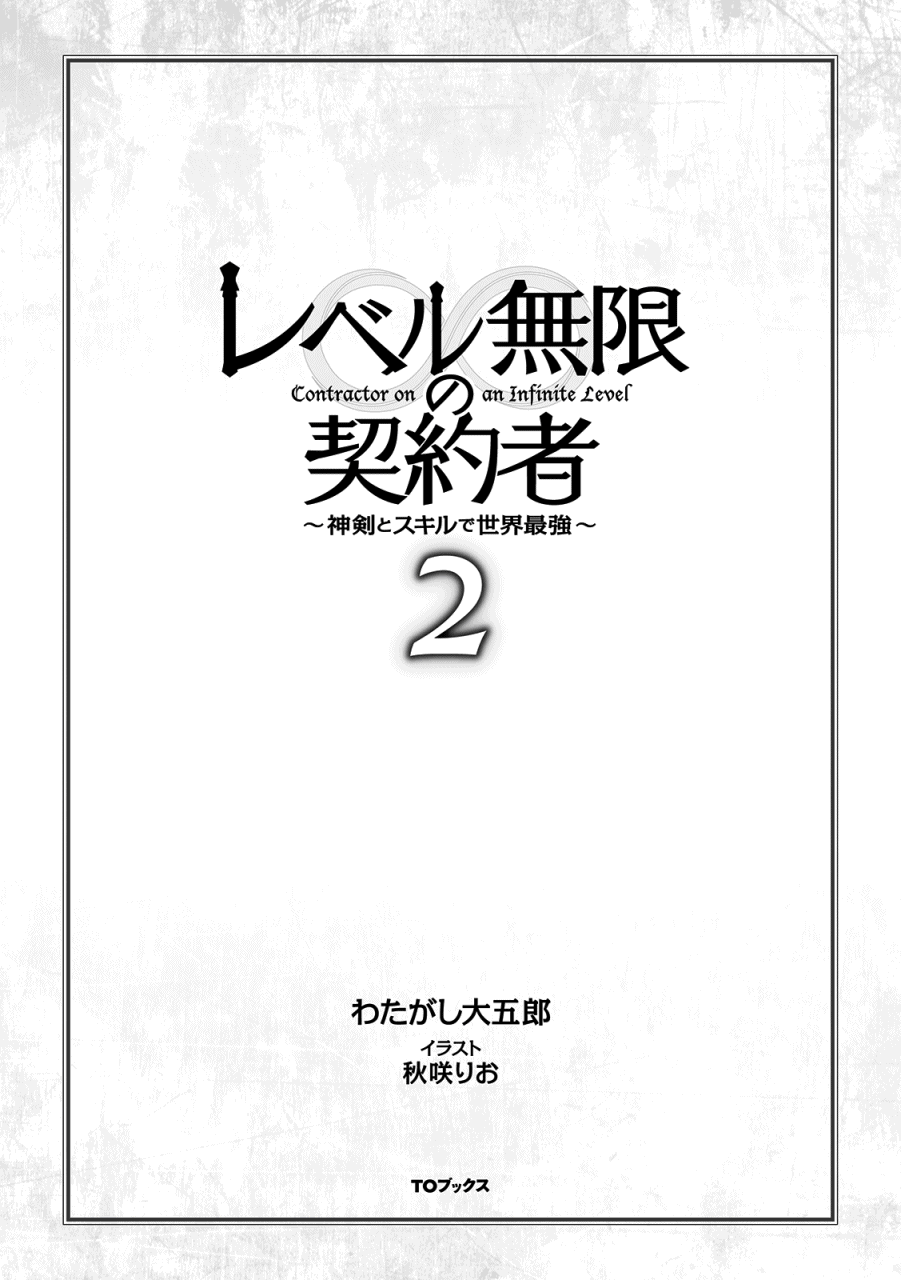 レベル無限
Contractor on an Infinite Level
の
契約者
～神剣とスキルで世界最強～
2
わたがし大五郎
イラスト
秋咲りお
TOブックス